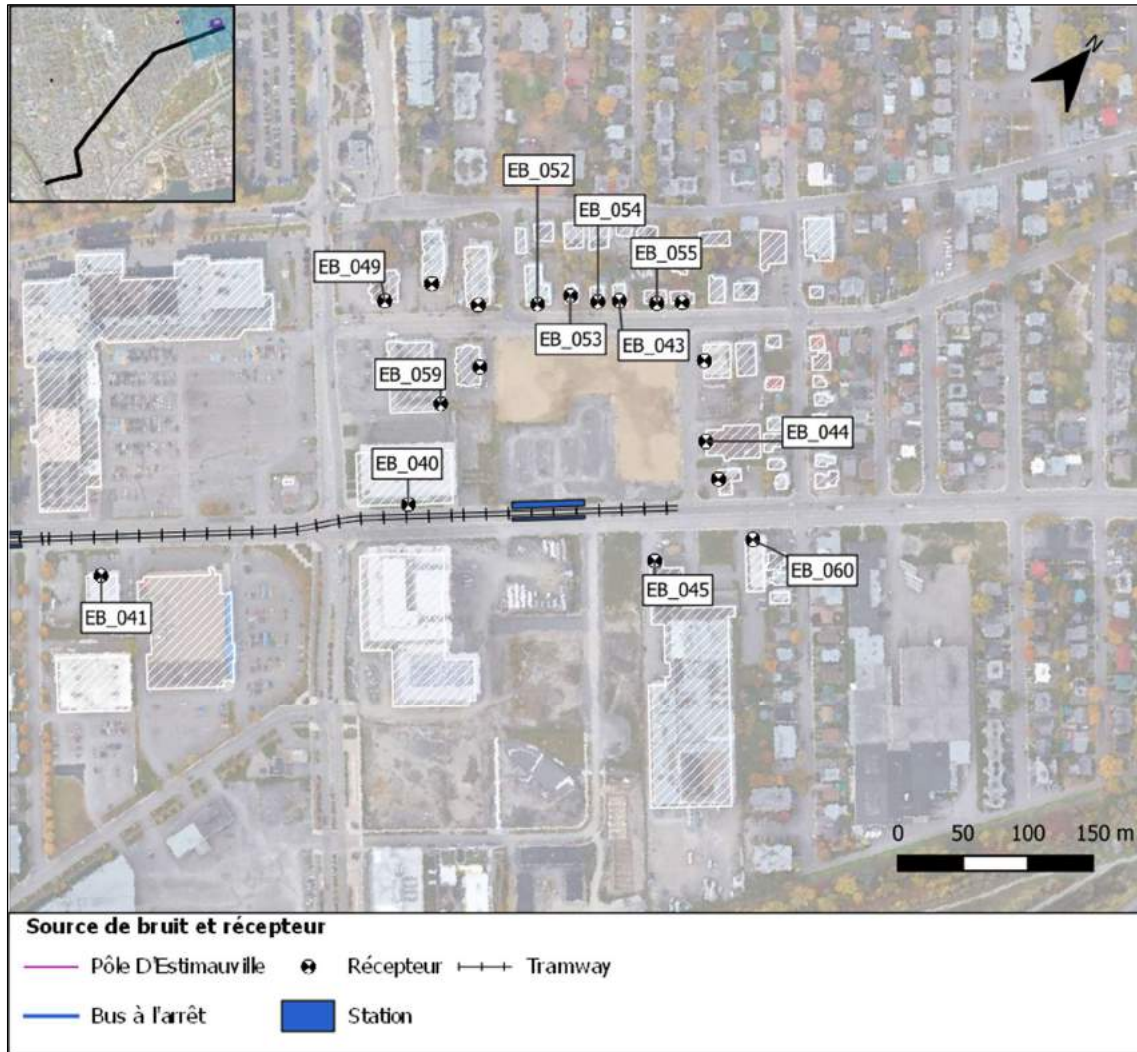 N
EB_052
EB_054
EB_049
EB_055
EB_053
EB_043
EB_059
EB_044
EB_040
EB_060
EB_045
EB_041
0 50 100 150 m
Source de bruit et récepteur
Pôle D'Estimauville Récepteur Tramway
Bus à l'arrêt Station